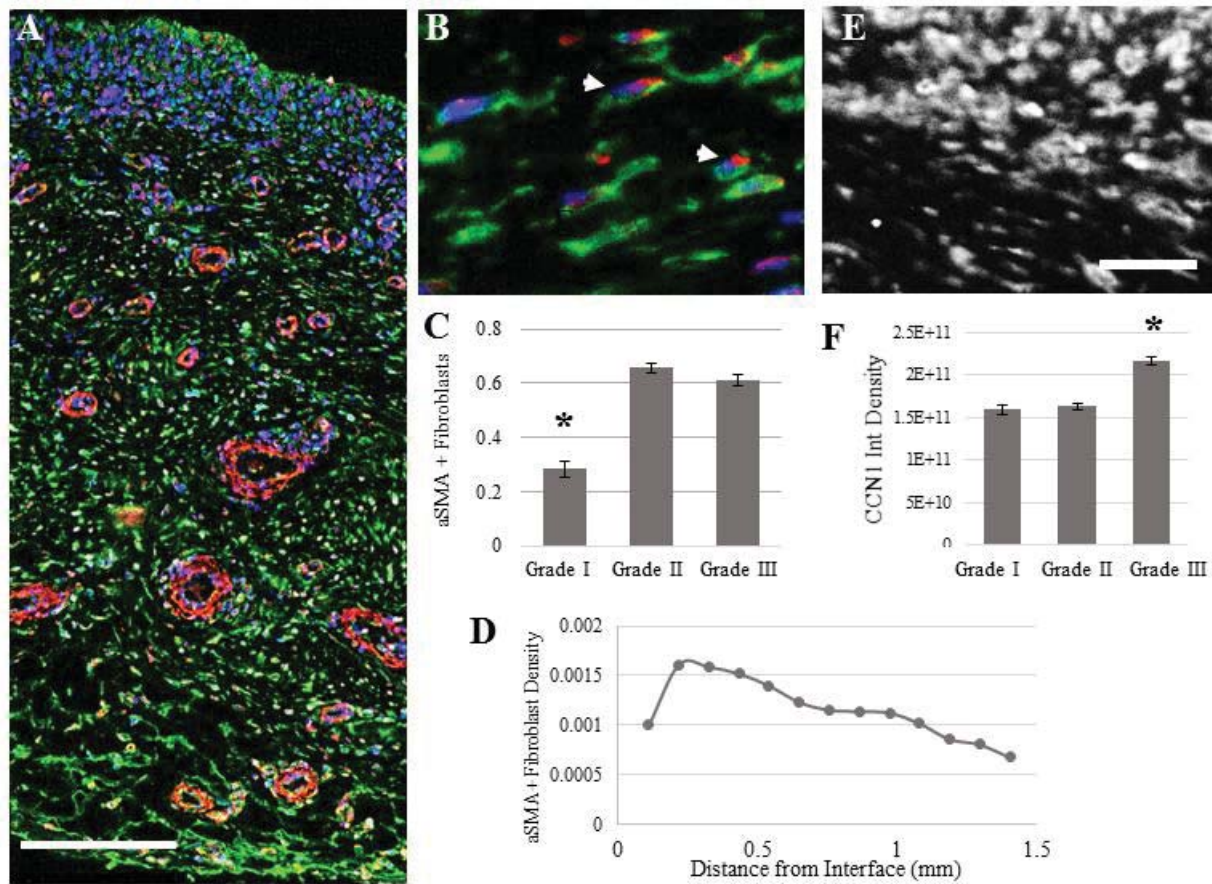 A
B
E
C
aSMA + Fibroblasts
0.8
0.6
0.4
0.2
0
*
Grade I Grade II Grade III
F
CCN1 Int Density
2.5E+11
2E+11
1.5E+11
1E+11
5E+10
0
*
Grade I Grade II Grade III
D
aSMA+ Fibroblast Density
0.002
0.0015
0.001
0.0005
0
0 0.5 1 1.5
Distance from Interface (mm)